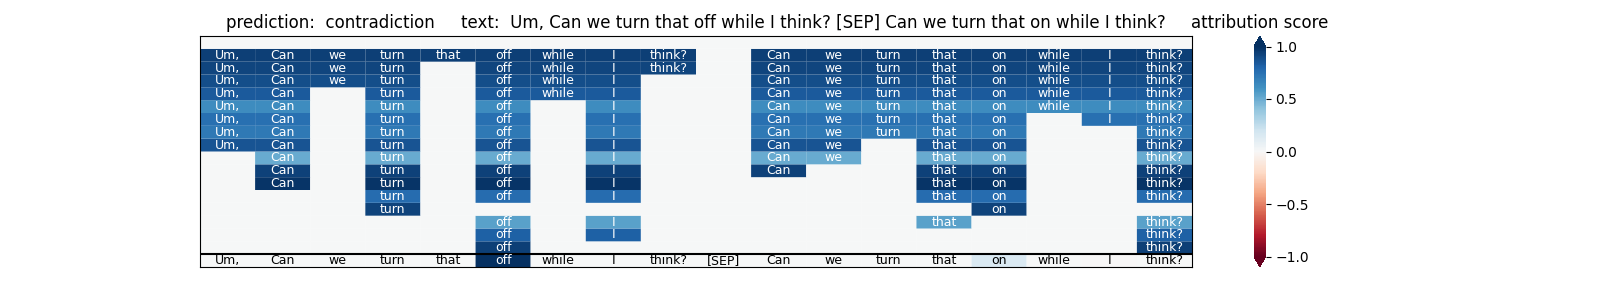 prediction: contradiction text: Um, Can we turn that off while I think? [SEP] Can we turn that on while I think? attribution score
Um, Can we turn that off while I think? Can we turn that on while I think?
Um, Can we turn off while I think? Can we turn that on while I think?
Um, Can we turn off while I Can we turn that on while I think?
Um, Can turn off while I Can we turn that on while I think?
Um, Can turn off I Can we turn that on while I think?
Um, Can turn off I Can we turn that on I think?
Um, Can turn off I Can we turn that on think?
Um, Can turn off I Can we that on think?
Can turn off I Can we that on think?
Can turn off I Can that on think?
Can turn off I that on think?
turn off I that on think?
turn on
off I that think?
off I think?
off think?
Um, Can we turn that off while I think? [SEP] Can we turn that on while I think?
1.0
0.5
0.0
−0.5
−1.0